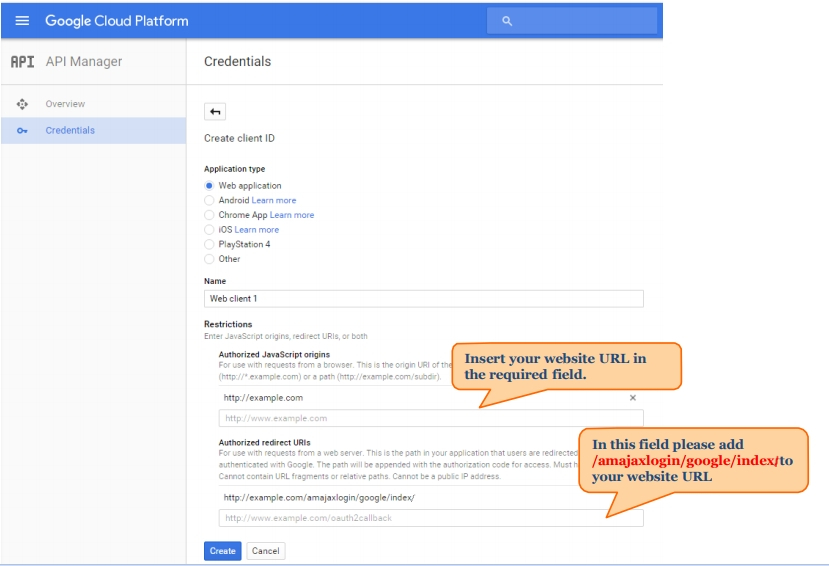 Google Cloud Platform
API API Manager
Credentials
Overview
Credentials
Create client ID
Application type
Web application
Android Learn more
Chrome App Learn more
iOS Learn more
PlayStation 4
Other
Name
Web client 1
Restrictions
Enter JavaScript origins, redirect URIs, or both
Authorized JavaScript origins
For use with requests from a browser. This is the origin URI of the
(http://*.example.com) or a path (http://example.com/subdir).
Insert your website URL in
the required field.
http://example.com
http://www.example.com
Authorized redirect URIs
For use with requests from a web server. This is the path in your application that users are redirected
authenticated with Google. The path will be appended with the authorization code for access. Must h
Cannot contain URL fragments or relative paths. Cannot be a public IP address.
In this field please add
/amajaxlogin/google/index/to
your website URL
http://example.com/amajaxlogin/google/index/
http://www.example.com/oauth2callback
Create Cancel